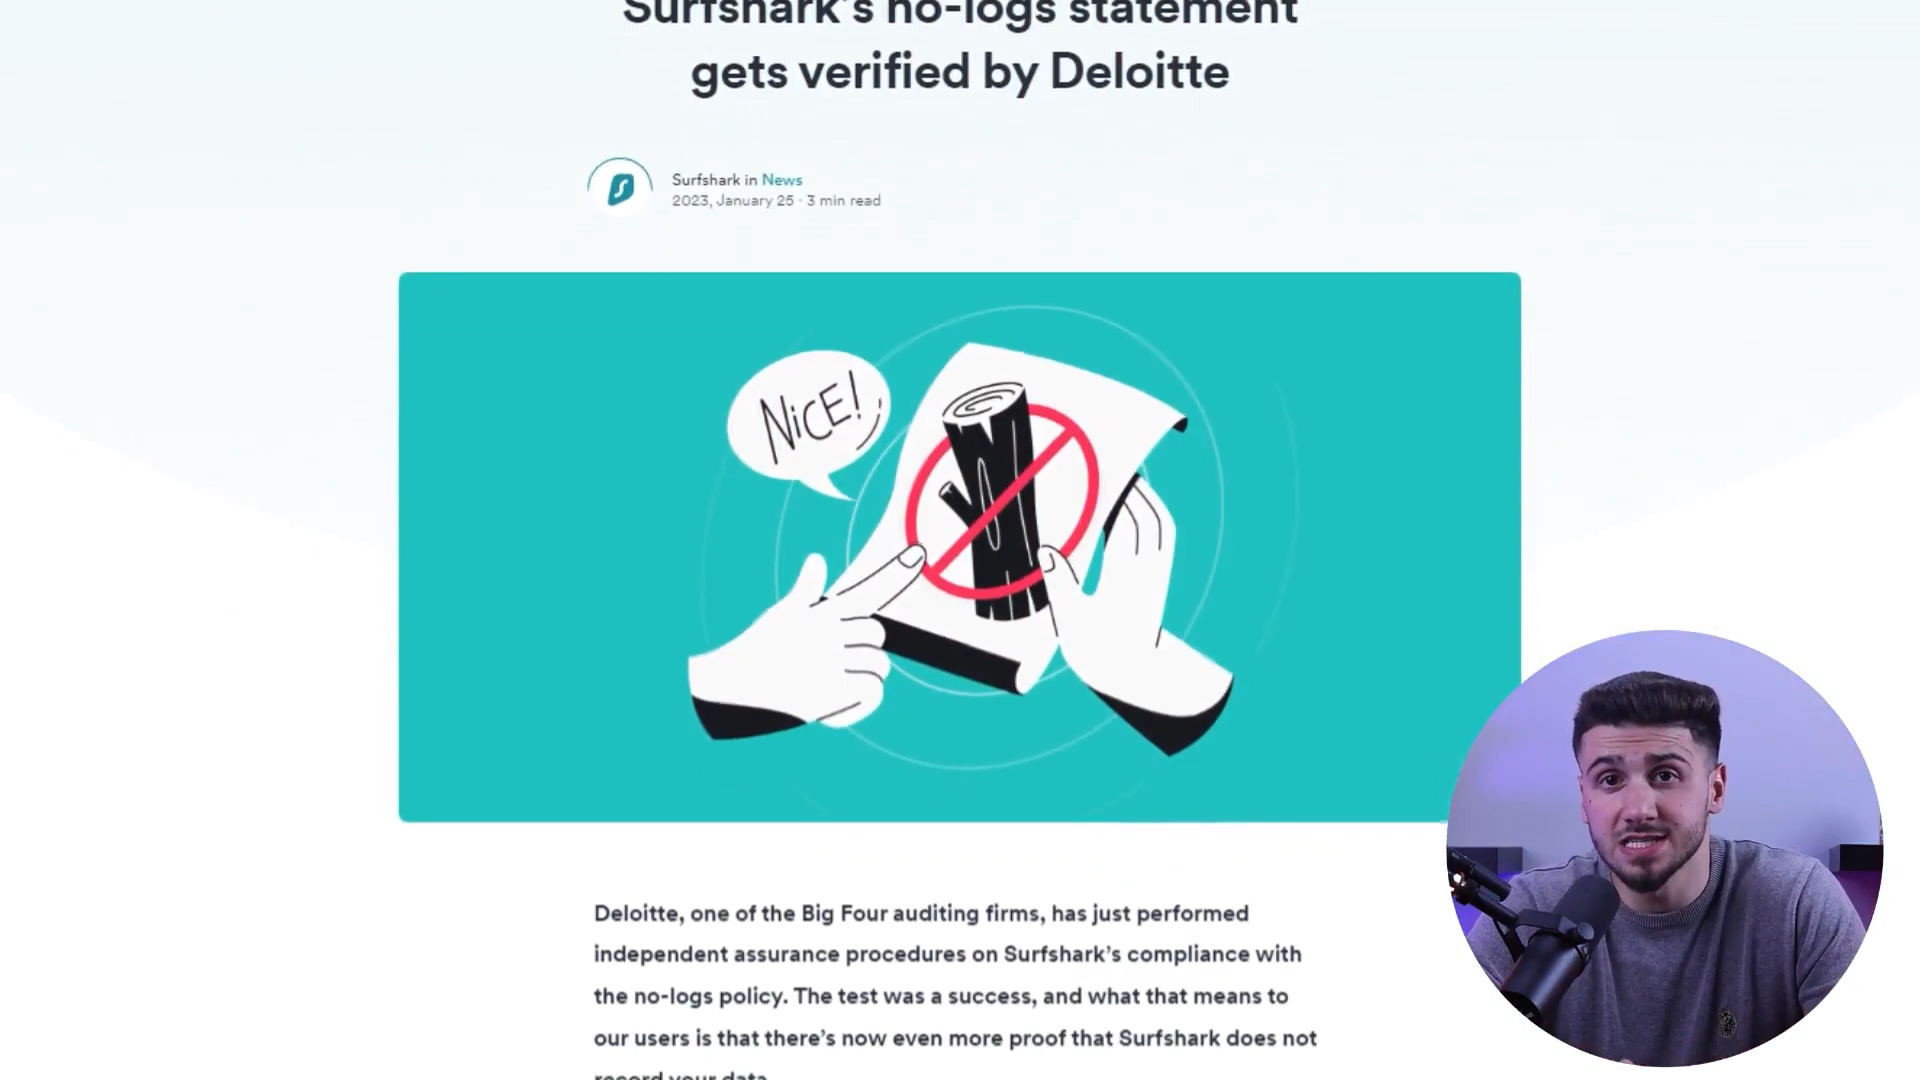 Surfshark's no-logs statement
gets verified by Deloitte
Surfshark in News
2023, January 25 · 3 min read
NiCE!
Deloitte, one of the Big Four auditing firms, has just performed
independent assurance procedures on Surfshark’s compliance with
the no-logs policy. The test was a success, and what that means to
our users is that there’s now even more proof that Surfshark does not
record your data.